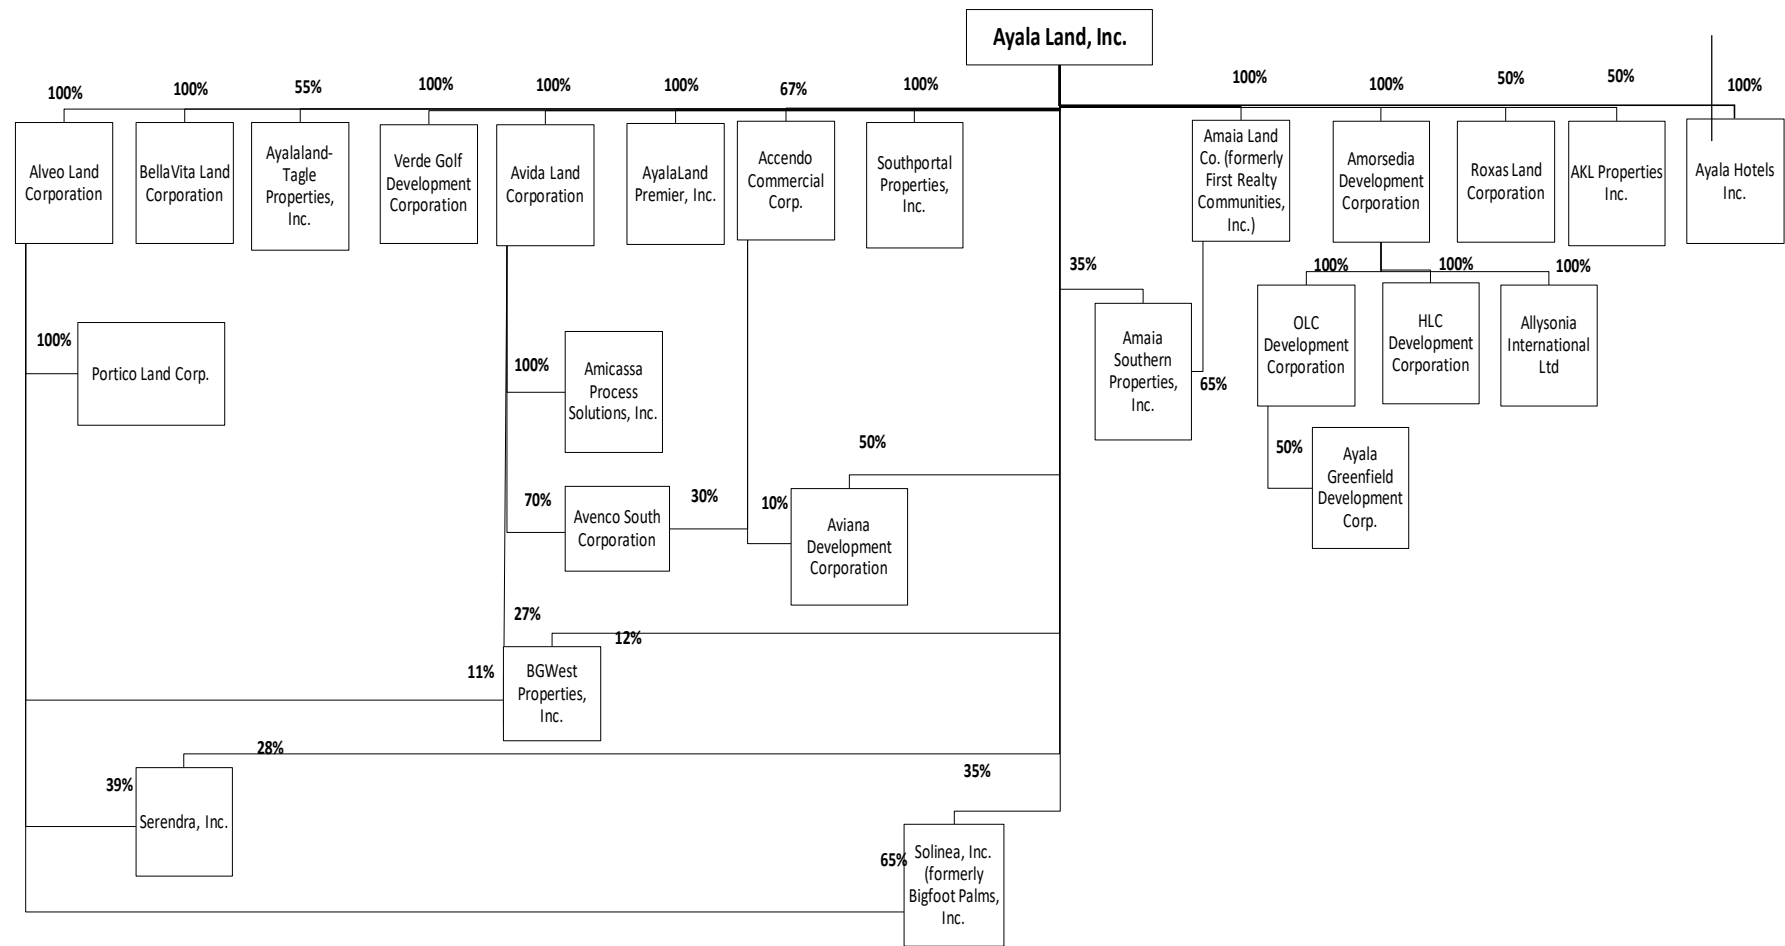 Ayala Land, Inc.
100%
100%
55%
100%
100%
100%
67%
100%
100%
100%
50%
50%
100%
Alveo Land
Corporation
BellaVita Land
Corporation
Ayalaland-
Tagle
Properties,
Inc.
Verde Golf
Development
Corporation
Avida Land
Corporation
AyalaLand
Premier, Inc.
Accendo
Commercial
Corp.
Southportal
Properties,
Inc.
Amaia Land
Co. (formerly
First Realty
Communities,
Inc.)
Amorsedia
Development
Corporation
Roxas Land
Corporation
AKL Properties
Inc.
Ayala Hotels
Inc.
35%
100%
100%
100%
Amaia
Southern
Properties,
Inc.
65%
OLC
Development
Corporation
HLC
Development
Corporation
Allysonia
International
Ltd
100%
Portico Land Corp.
100%
Amicassa
Process
Solutions, Inc.
50%
50%
Ayala
Greenfield
Development
Corp.
70%
Avenco South
Corporation
30%
10%
Aviana
Development
Corporation
27%
12%
11%
BGWest
Properties,
Inc.
28%
39%
Serendra, Inc.
35%
65%
Solinea, Inc.
(formerly
Bigfoot Palms,
Inc.